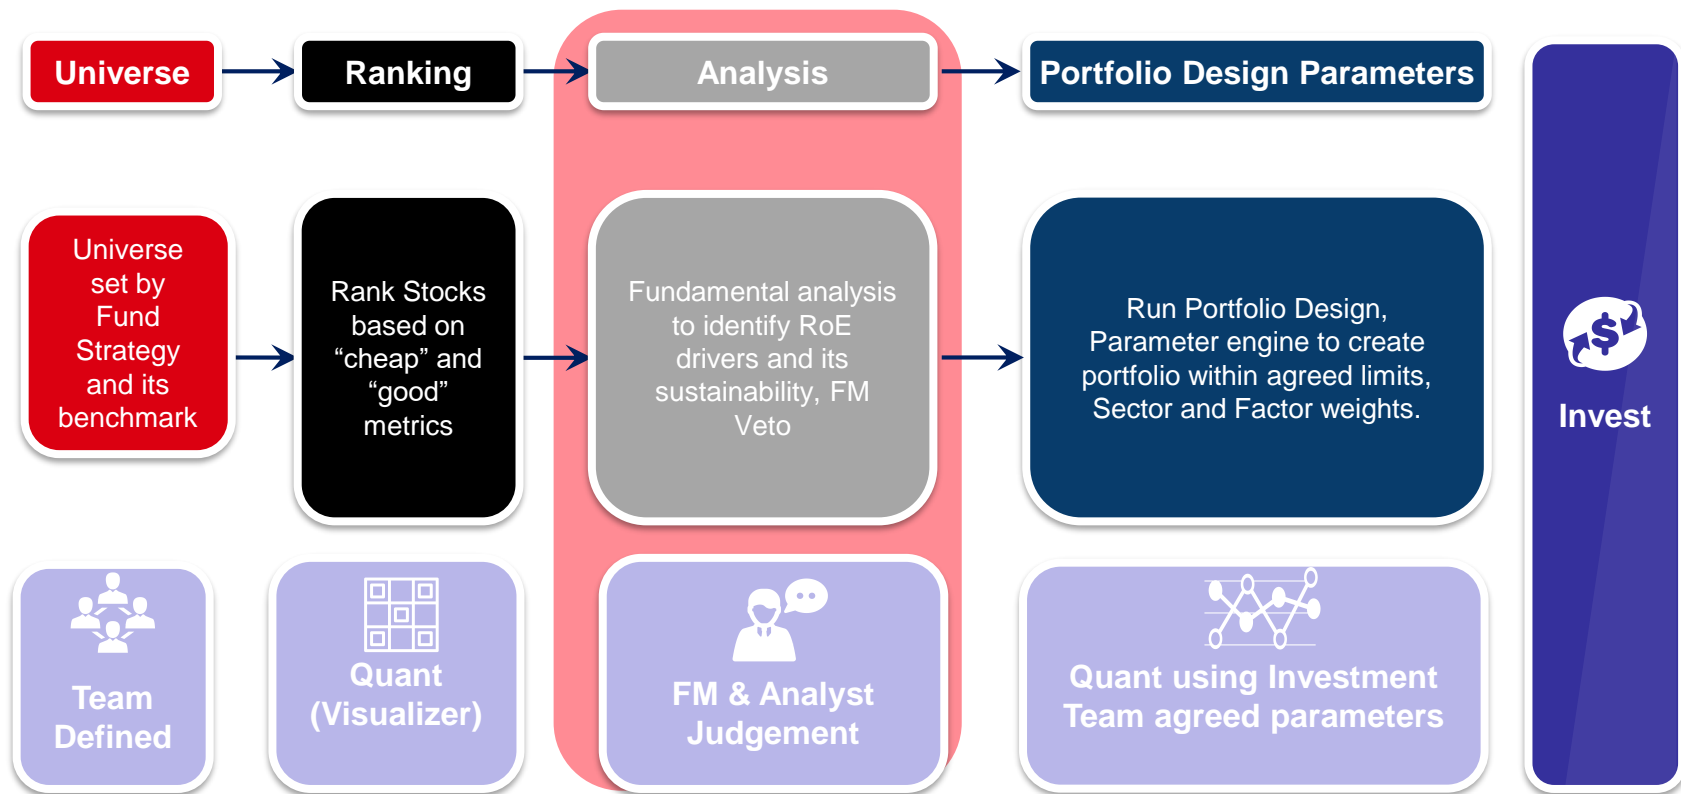 Universe
Ranking
Analysis
Portfolio Design Parameters
Universe
set by
Fund
Strategy
and its
benchmark
Rank Stocks
based on
“cheap” and
“good”
metrics
Fundamental analysis
to identify RoE
drivers and its
sustainability, FM
Veto
Run Portfolio Design,
Parameter engine to create
portfolio within agreed limits,
Sector and Factor weights.
$
Invest
Team
Defined
Quant
(Visualizer)
FM & Analyst
Judgement
Quant using Investment
Team agreed parameters